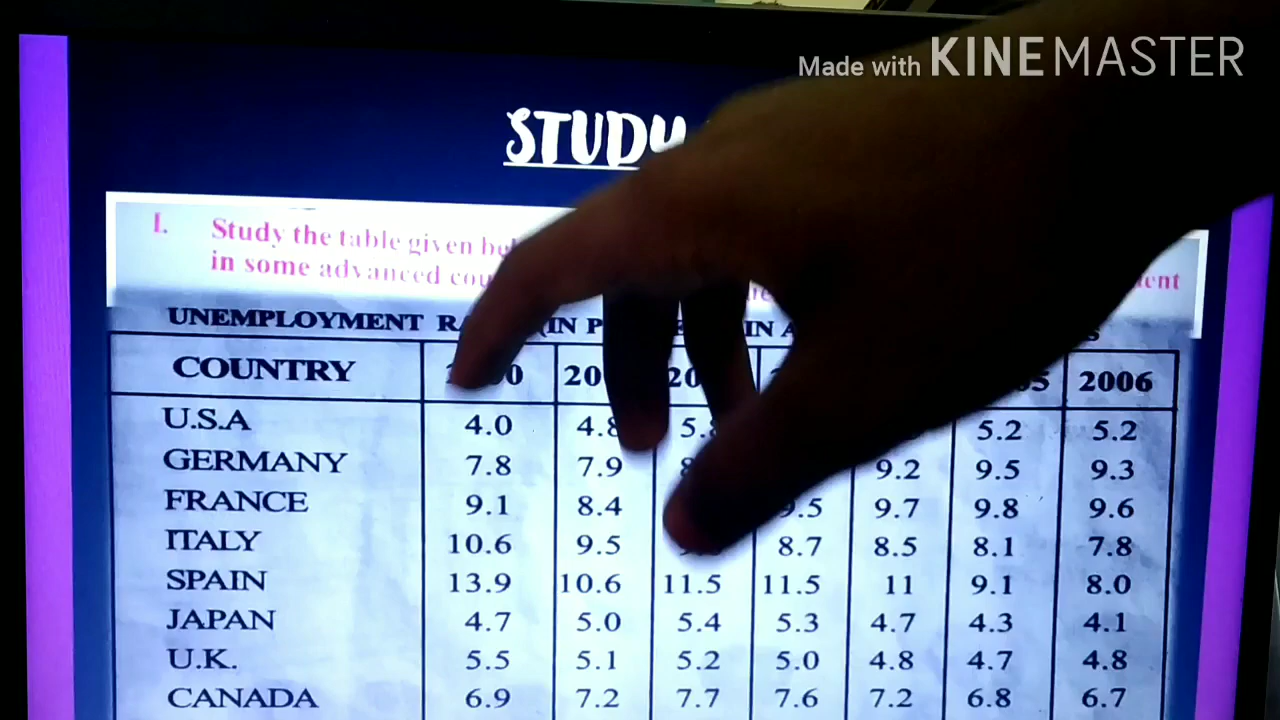 Made with KINEMASTER
STUDY
I. Study the table given
in some advanced
UNEMPLOYMENT (IN IN
COUNTRY 2006
U.S.A 4.0 5.2 5.2
GERMANY 7.8 7.9 9.2 9.5 9.3
FRANCE 9.1 8.4 9.7 9.8 9.6
ITALY 10.6 9.5 8.7 8.5 8.1 7.8
SPAIN 13.9 10.6 11.5 11.5 11 9.1 8.0
JAPAN 4.7 5.0 5.4 5.3 4.7 4.3 4.1
U.K. 5.5 5.1 5.2 5.0 4.8 4.7 4.8
CANADA 6.9 7.2 7.7 7.6 7.2 6.8 6.7